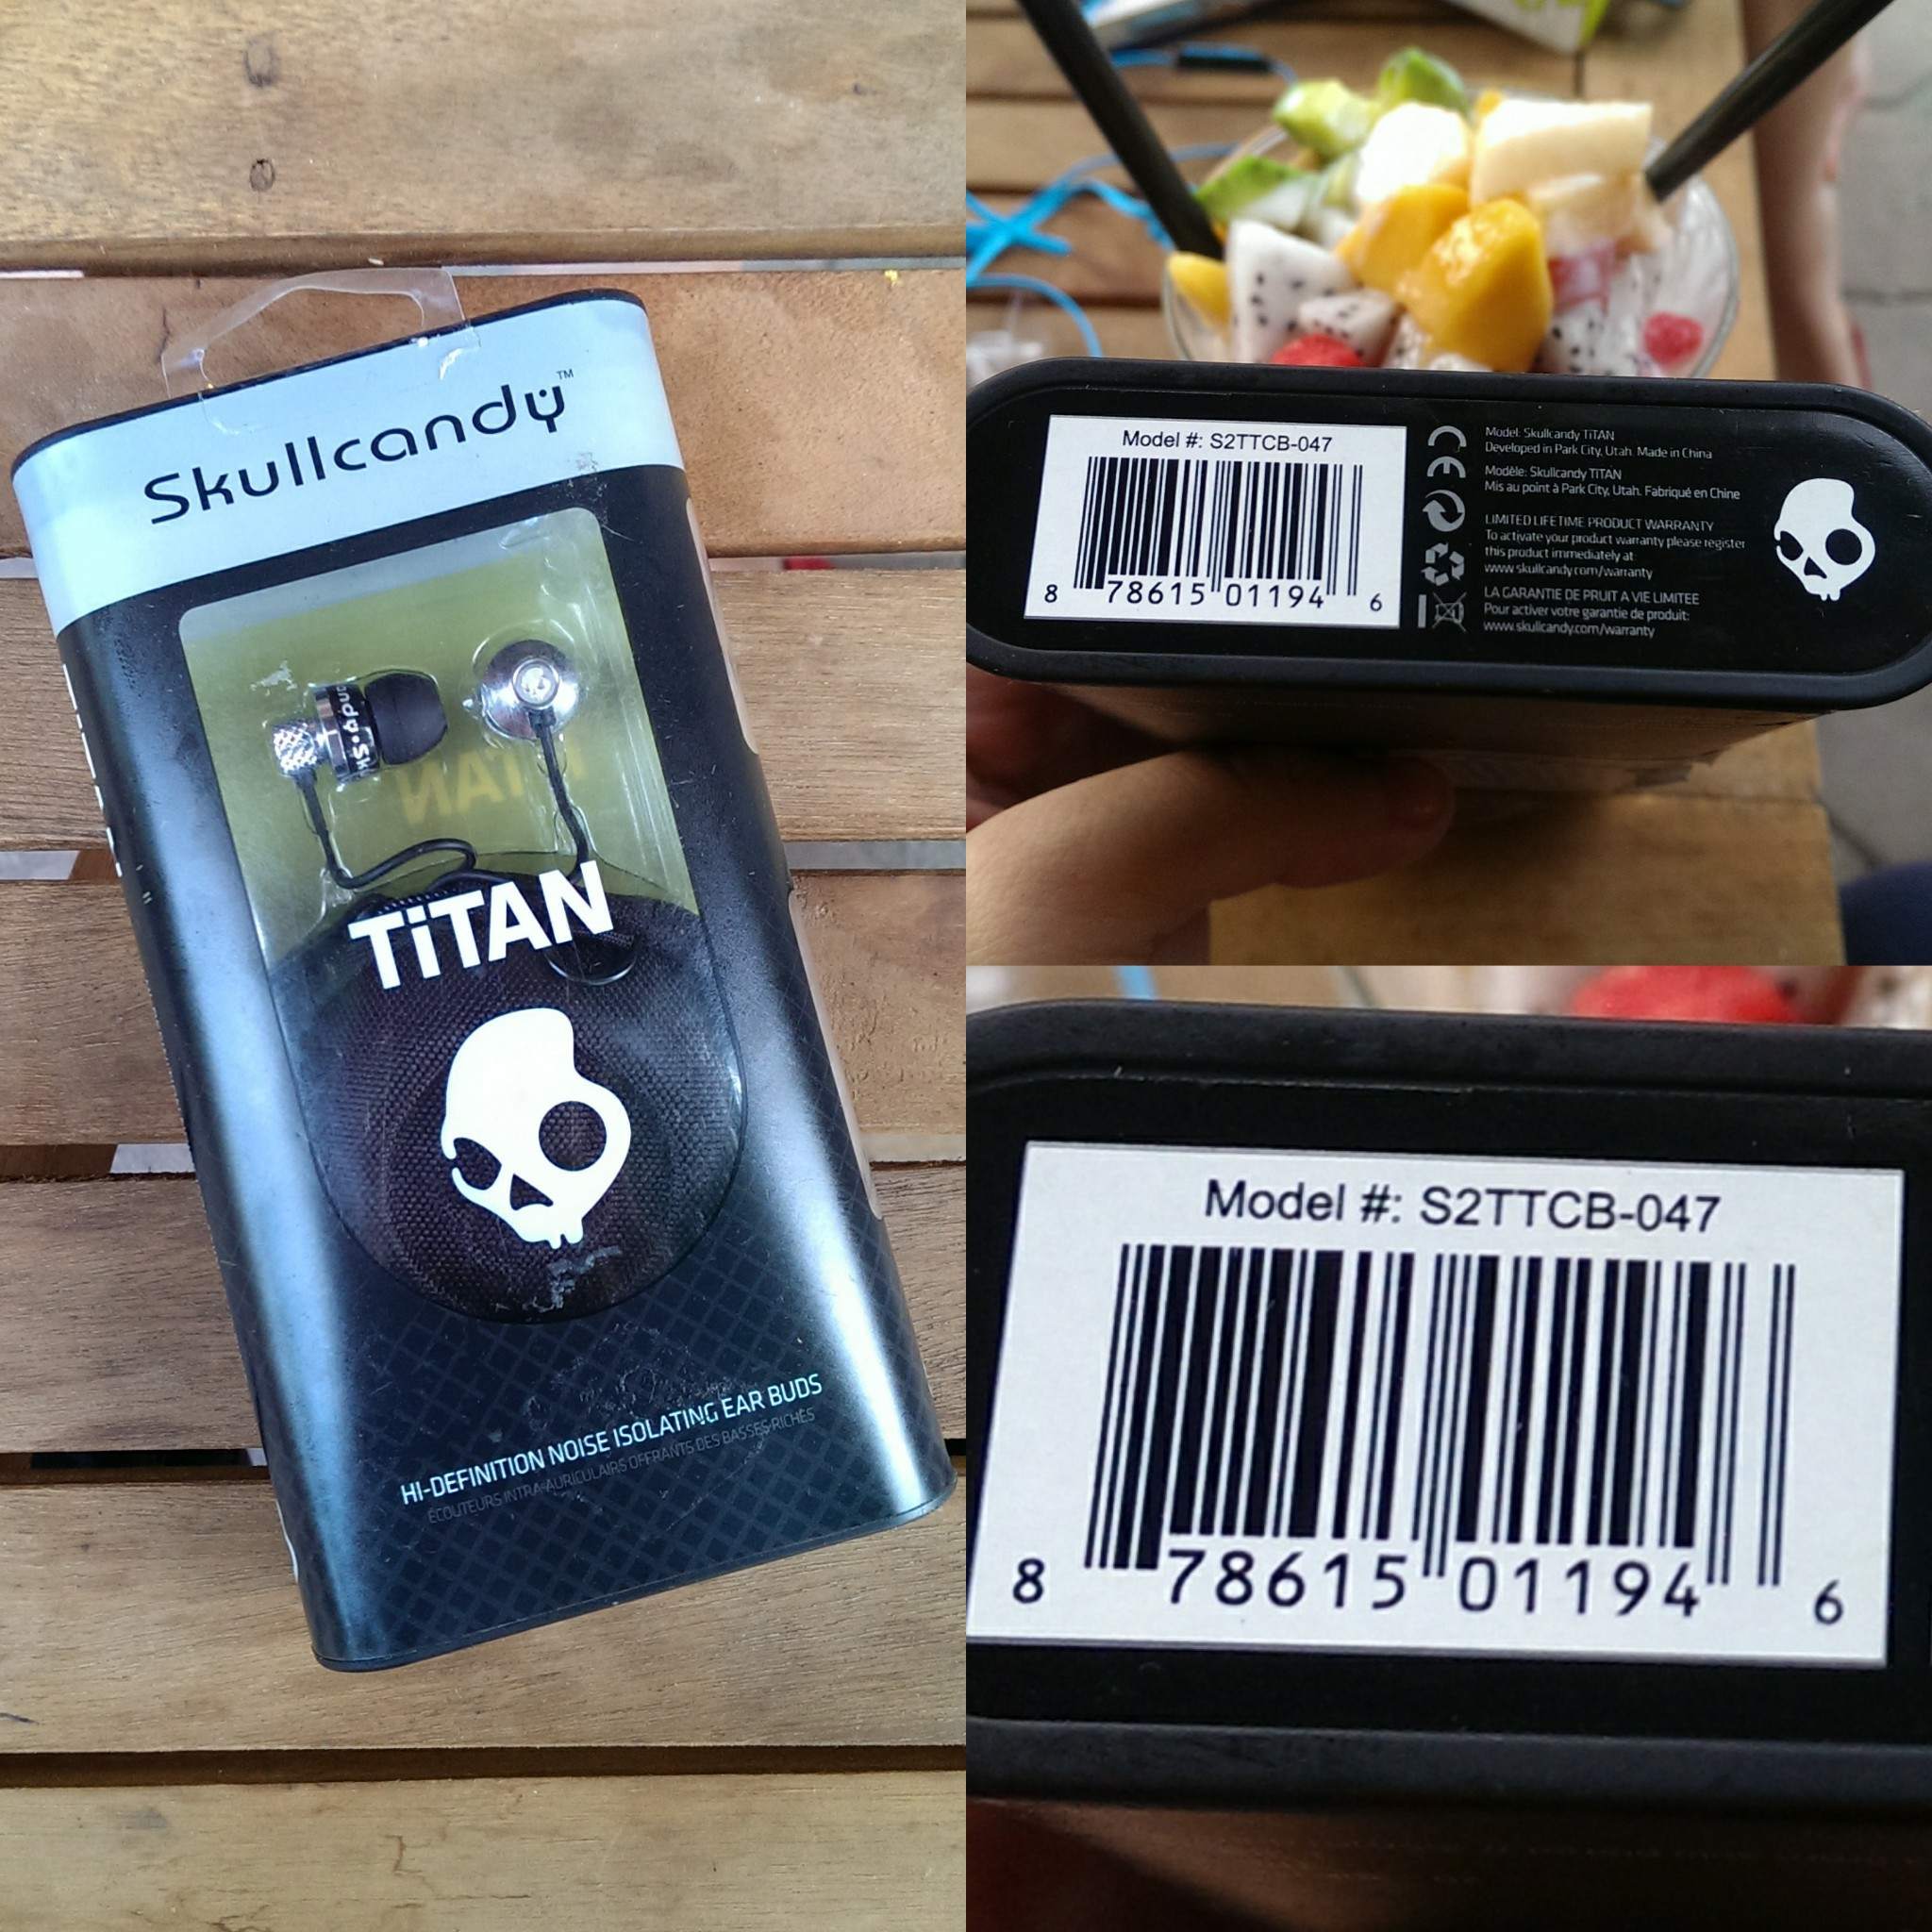 Skullcandy™
TiTAN
HI-DEFINITION NOISE ISOLATING EAR BUDS
ÉCOUTEURS INTRA-AURICULAIRS OFFRANTS DES BASSES RICHES
Model #: S2TTCB-047
8 78615 01194 6
Model: Skullcandy TiTAN
Developed in Park City, Utah. Made in China
Modèle: Skullcandy TiTAN
Mis au point à Park City, Utah. Fabriqué en Chine
LIMITED LIFETIME PRODUCT WARRANTY
To activate your product warranty please register
this product immediately at:
www.skullcandy.com/warranty
LA GARANTIE DE PRUIT A VIE LIMITEE
Pour activer votre garantie de produit:
www.skullcandy.com/warranty
Model #: S2TTCB-047
8 78615 01194 6